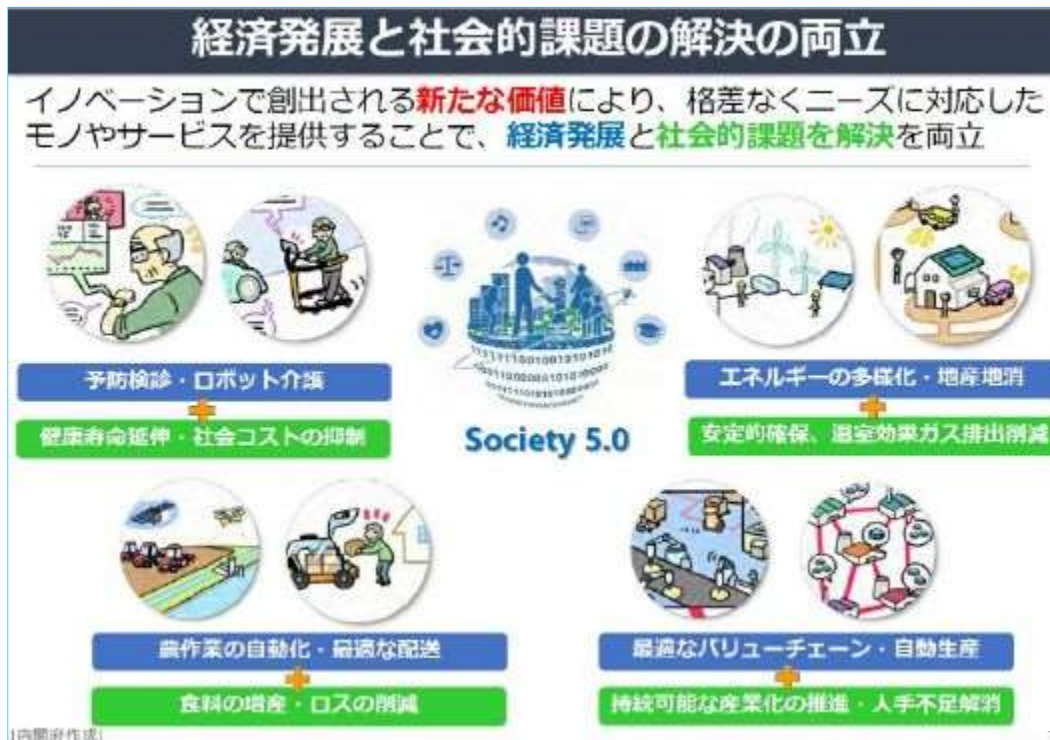 経済発展と社会的課題の解決の両立
イノベーションで創出される新たな価値により、格差なくニーズに対応した
モノやサービスを提供することで、経済発展と社会的課題を解決を両立
予防検診・ロボット介護
健康寿命延伸・社会コストの抑制
Society 5.0
エネルギーの多様化・地産地消
安定的確保、温室効果ガス排出削減
農作業の自動化・最適な配送
食料の増産・ロスの削減
最適なバリューチェーン・自動生産
持続可能な産業化の推進・人手不足解消
内閣府作成